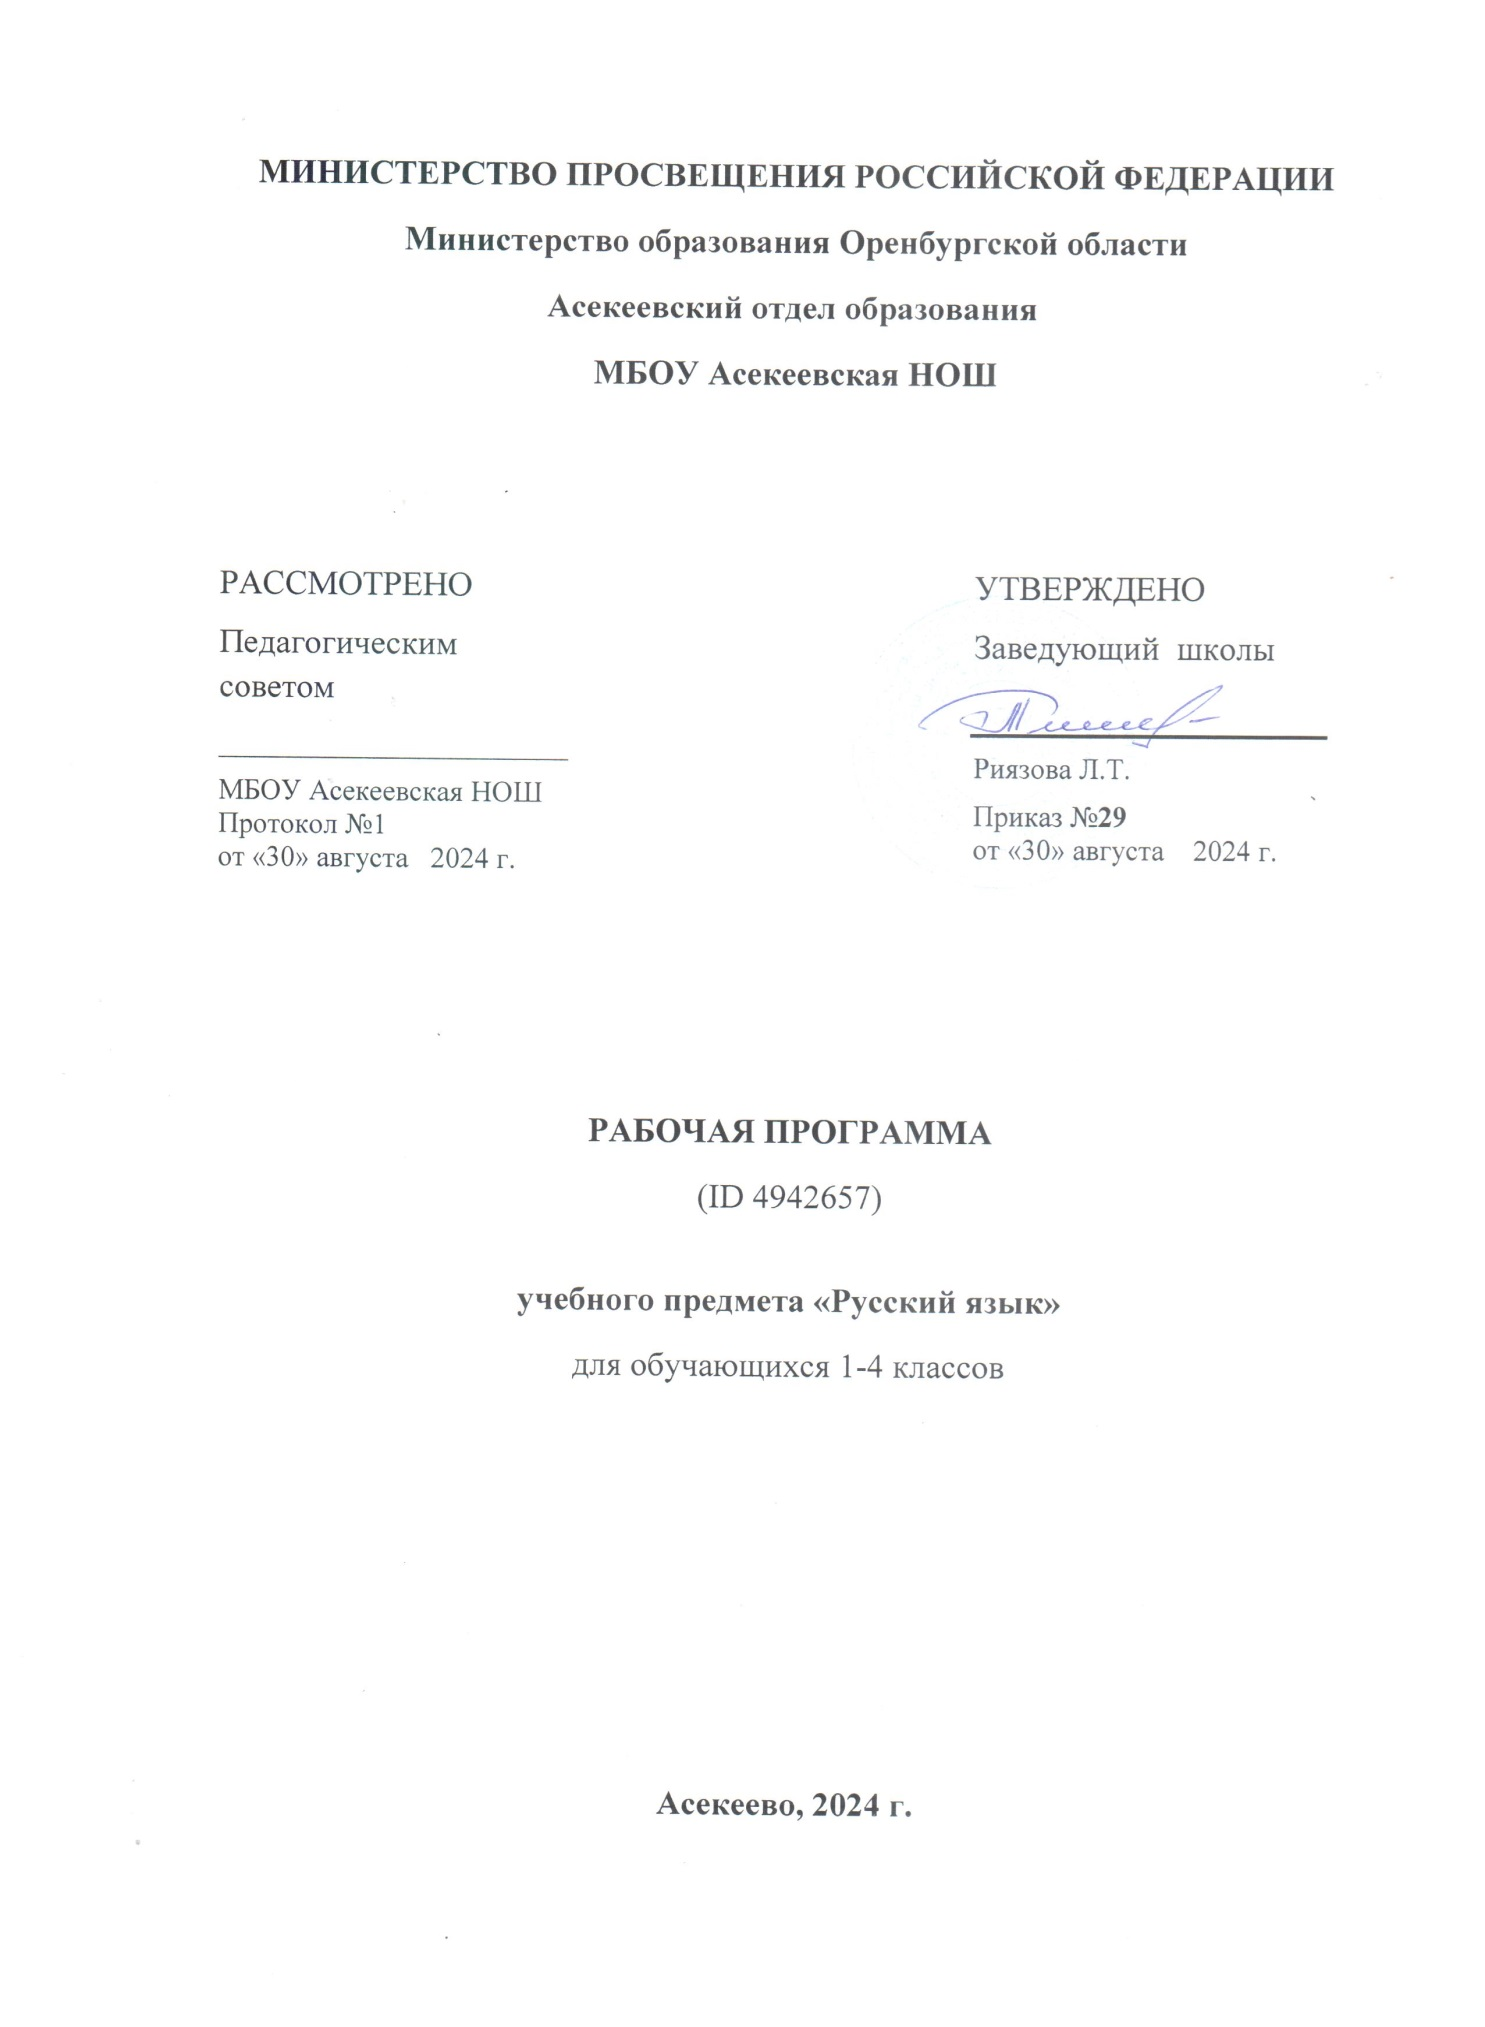 МИНИСТЕРСТВО ПРОСВЕЩЕНИЯ РОССИЙСКОЙ ФЕДЕРАЦИИ
Министерство образования Оренбургской области
Асекеевский отдел образования
МБОУ Асекеевская НОШ
РАССМОТРЕНО
Педагогическим
советом
МБОУ Асекеевская НОШ
Протокол №1
от «30» августа 2024 г.
УТВЕРЖДЕНО
Заведующий школы
Риязова Л.Т.
Приказ №29
от «30» августа 2024 г.
РАБОЧАЯ ПРОГРАММА
(ID 4942657)
учебного предмета «Русский язык»
для обучающихся 1-4 классов
Асекеево, 2024 г.